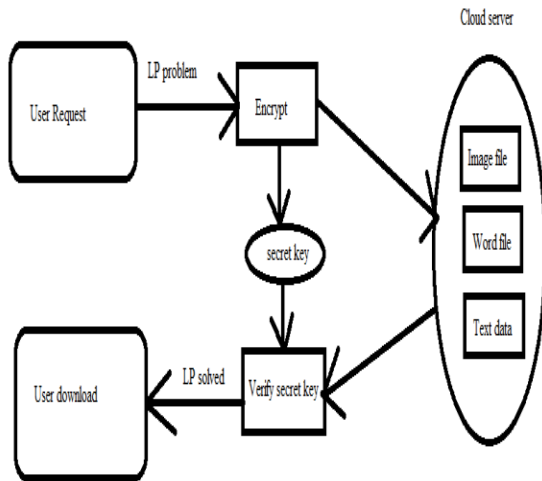 Cloud server
LP problem
User Request
Encrypt
Image file
Word file
secret key
Text data
LP solved
User download
Verify secret key